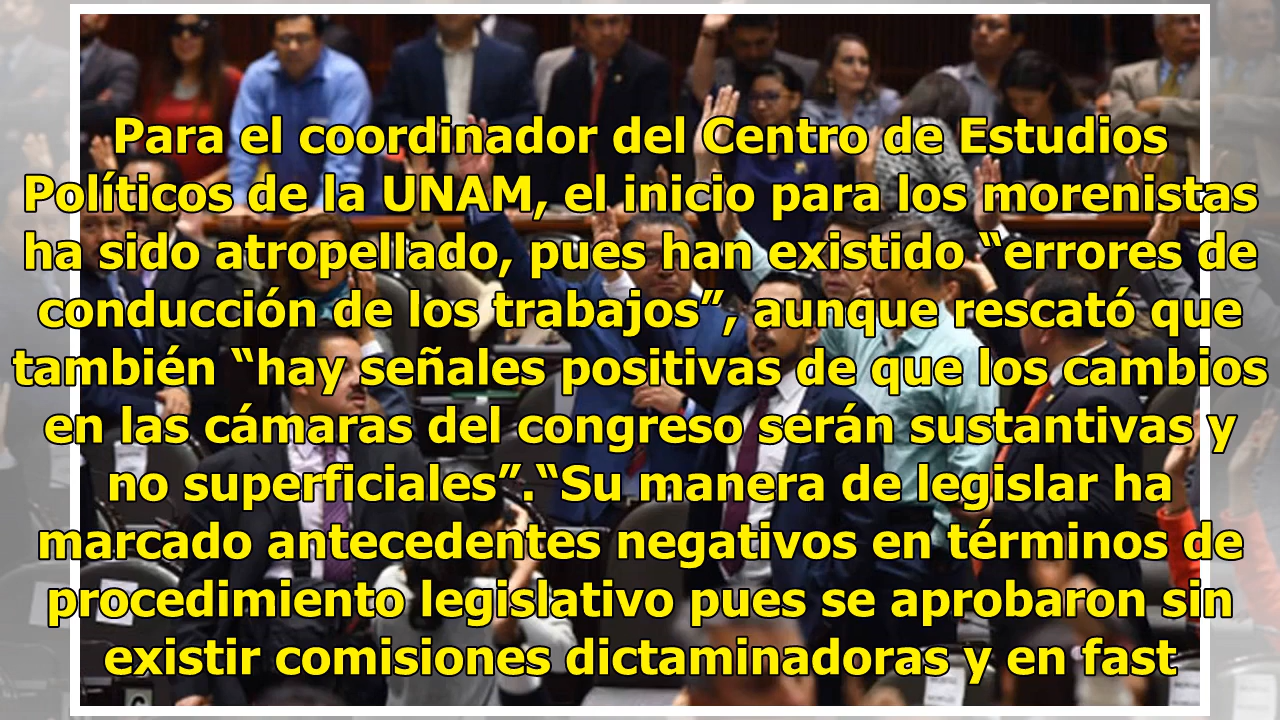 Para el coordinador del Centro de Estudios
Políticos de la UNAM, el inicio para los morenistas
ha sido atropellado, pues han existido “errores de
conducción de los trabajos”, aunque rescató que
también “hay señales positivas de que los cambios
en las cámaras del congreso serán sustantivas y
no superficiales”.“Su manera de legislar ha
marcado antecedentes negativos en términos de
procedimiento legislativo pues se aprobaron sin
existir comisiones dictaminadoras y en fast